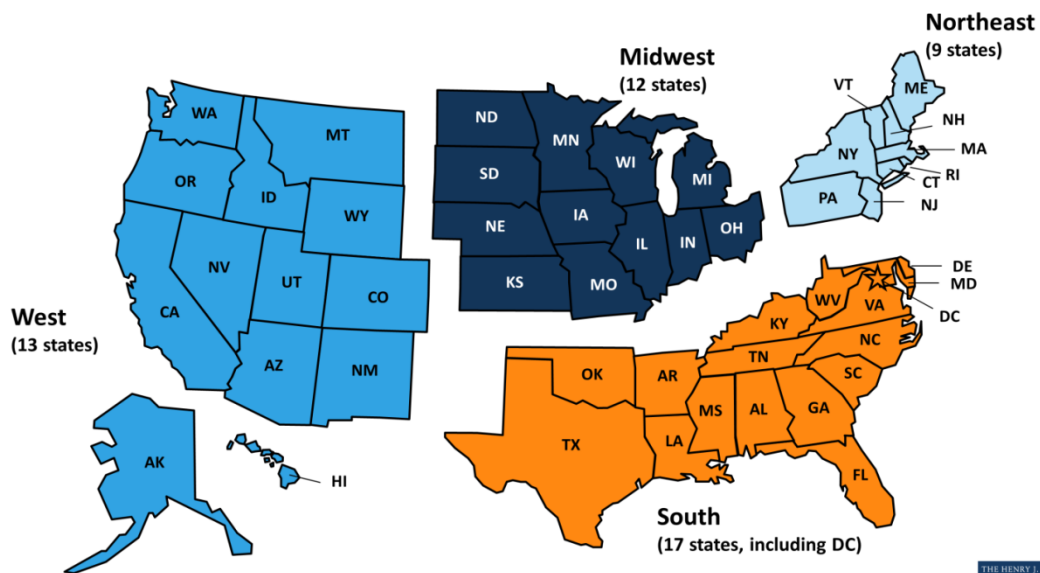 Northeast
(9 states)
Midwest
(12 states)
ME
VT
WA
ND
MT
MN
NH
NY
MA
WI
OR
SD
MI
RI
ID
CT
WY
PA
NJ
IA
NE
OH
IL
IN
NV
UT
KS
CO
MO
DE
MD
WV
VA
DC
CA
West
(13 states)
KY
NC
TN
AZ
NM
OK
AR
SC
MS
AL
GA
TX
LA
AK
FL
HI
South
(17 states, including DC)
THE HENRY J.